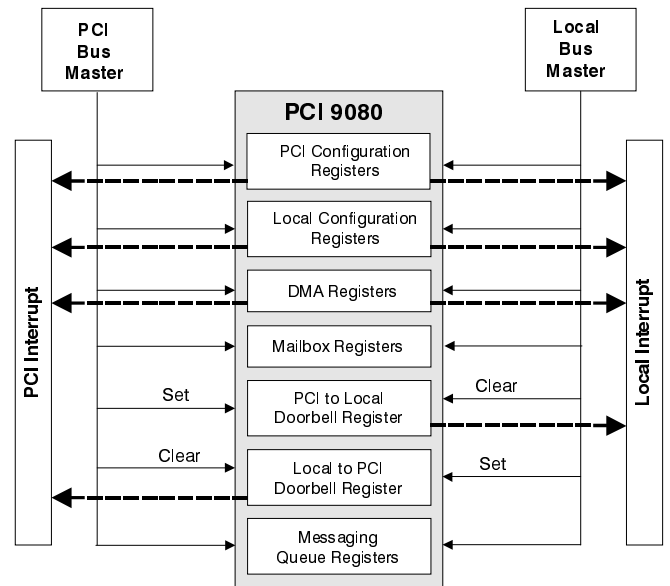 PCI
Bus
Master
Local
Bus
Master
PCI 9080
PCI Configuration
Registers
Local Configuration
Registers
DMA Registers
Mailbox Registers
Set
PCI to Local
Doorbell Register
Clear
Clear
Local to PCI
Doorbell Register
Set
Messaging
Queue Registers
PCI Interrupt
Local Interrupt